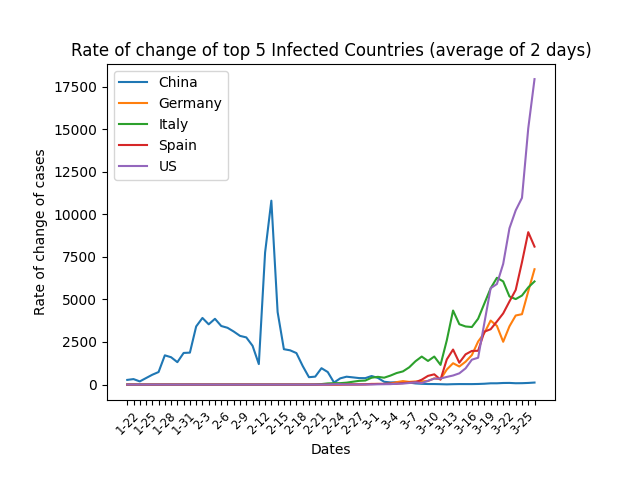 Rate of change of top 5 Infected Countries (average of 2 days)
China
Germany
Italy
Spain
US
17500
15000
12500
10000
7500
5000
2500
0
Rate of change of cases
1-22 1-25 1-28 1-31 2-3 2-6 2-9 2-12 2-15 2-18 2-21 2-24 2-27 3-1 3-4 3-7 3-10 3-13 3-16 3-19 3-22 3-25
Dates